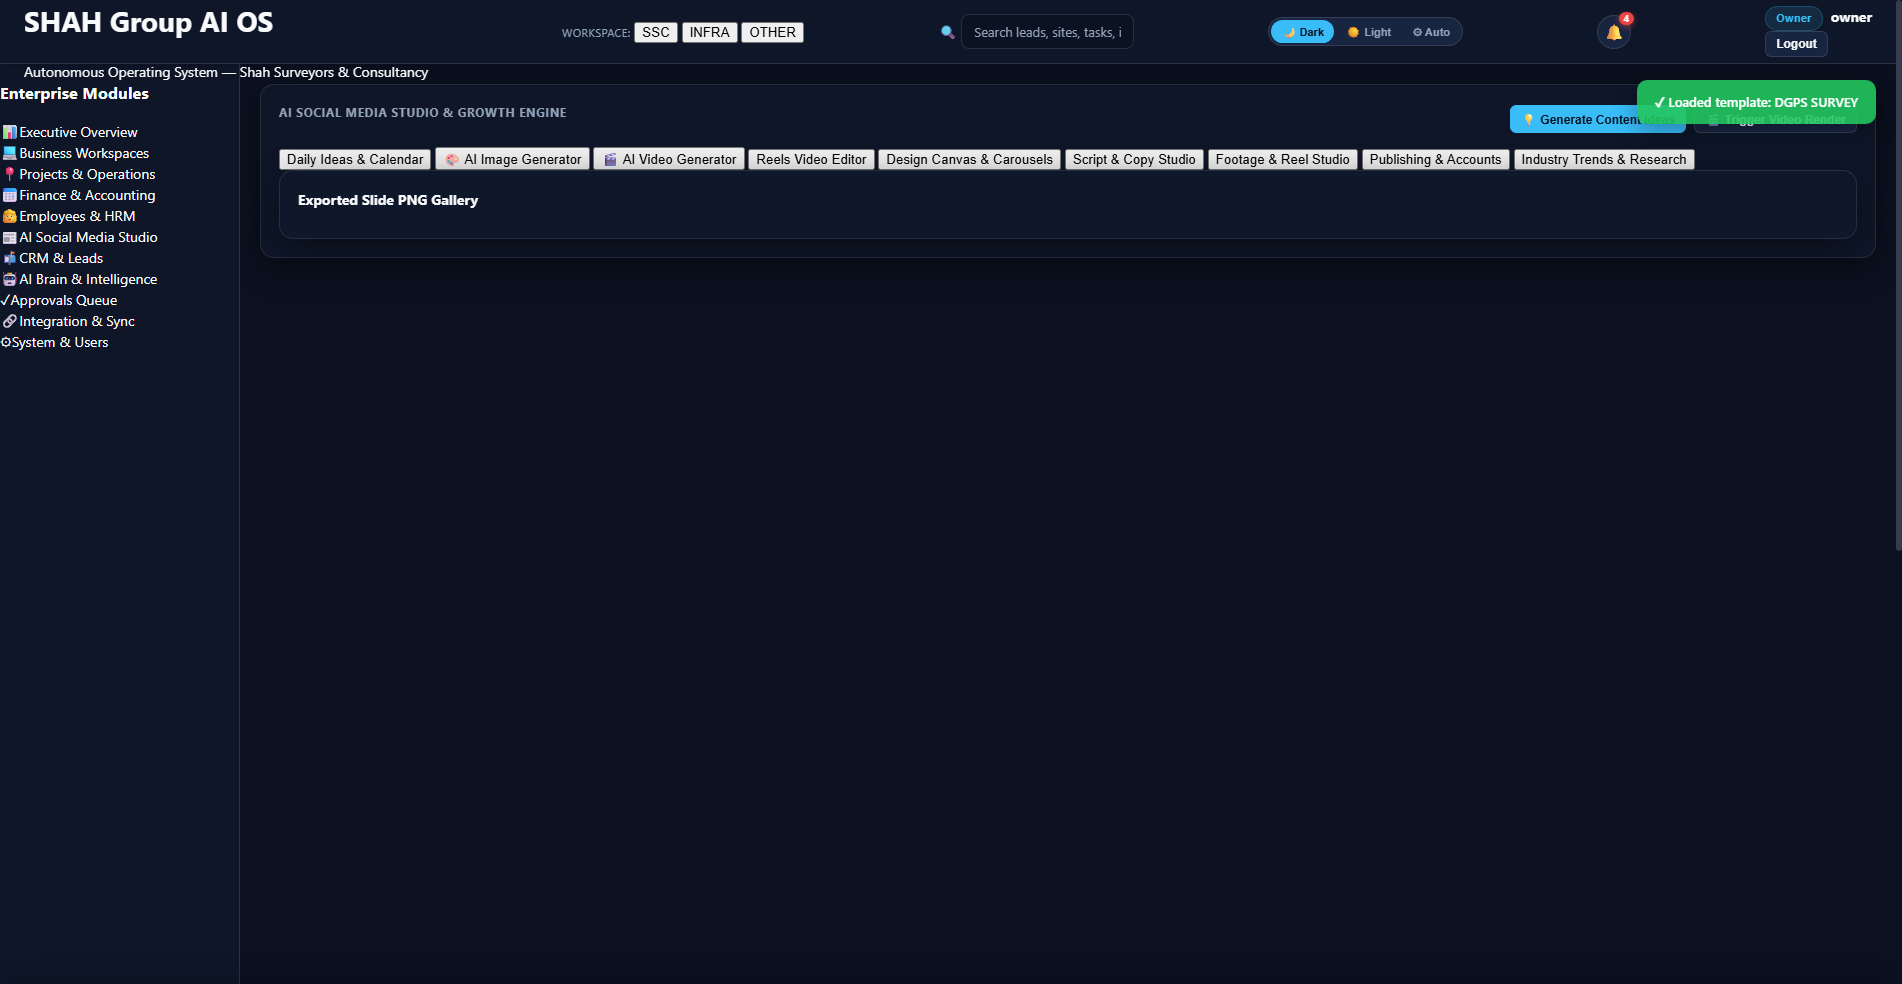 SHAH Group AI OS
WORKSPACE: SSC INFRA OTHER
Search leads, sites, tasks, i
Dark Light Auto
4
Owner owner
Logout
Autonomous Operating System — Shah Surveyors & Consultancy
Enterprise Modules
Executive Overview
Business Workspaces
Projects & Operations
Finance & Accounting
Employees & HRM
AI Social Media Studio
CRM & Leads
AI Brain & Intelligence
✓Approvals Queue
Integration & Sync
System & Users
AI SOCIAL MEDIA STUDIO & GROWTH ENGINE
✓ Loaded template: DGPS SURVEY
Generate Content Ideas
Trigger Video Render
Daily Ideas & Calendar
AI Image Generator
AI Video Generator
Reels Video Editor
Design Canvas & Carousels
Script & Copy Studio
Footage & Reel Studio
Publishing & Accounts
Industry Trends & Research
Exported Slide PNG Gallery